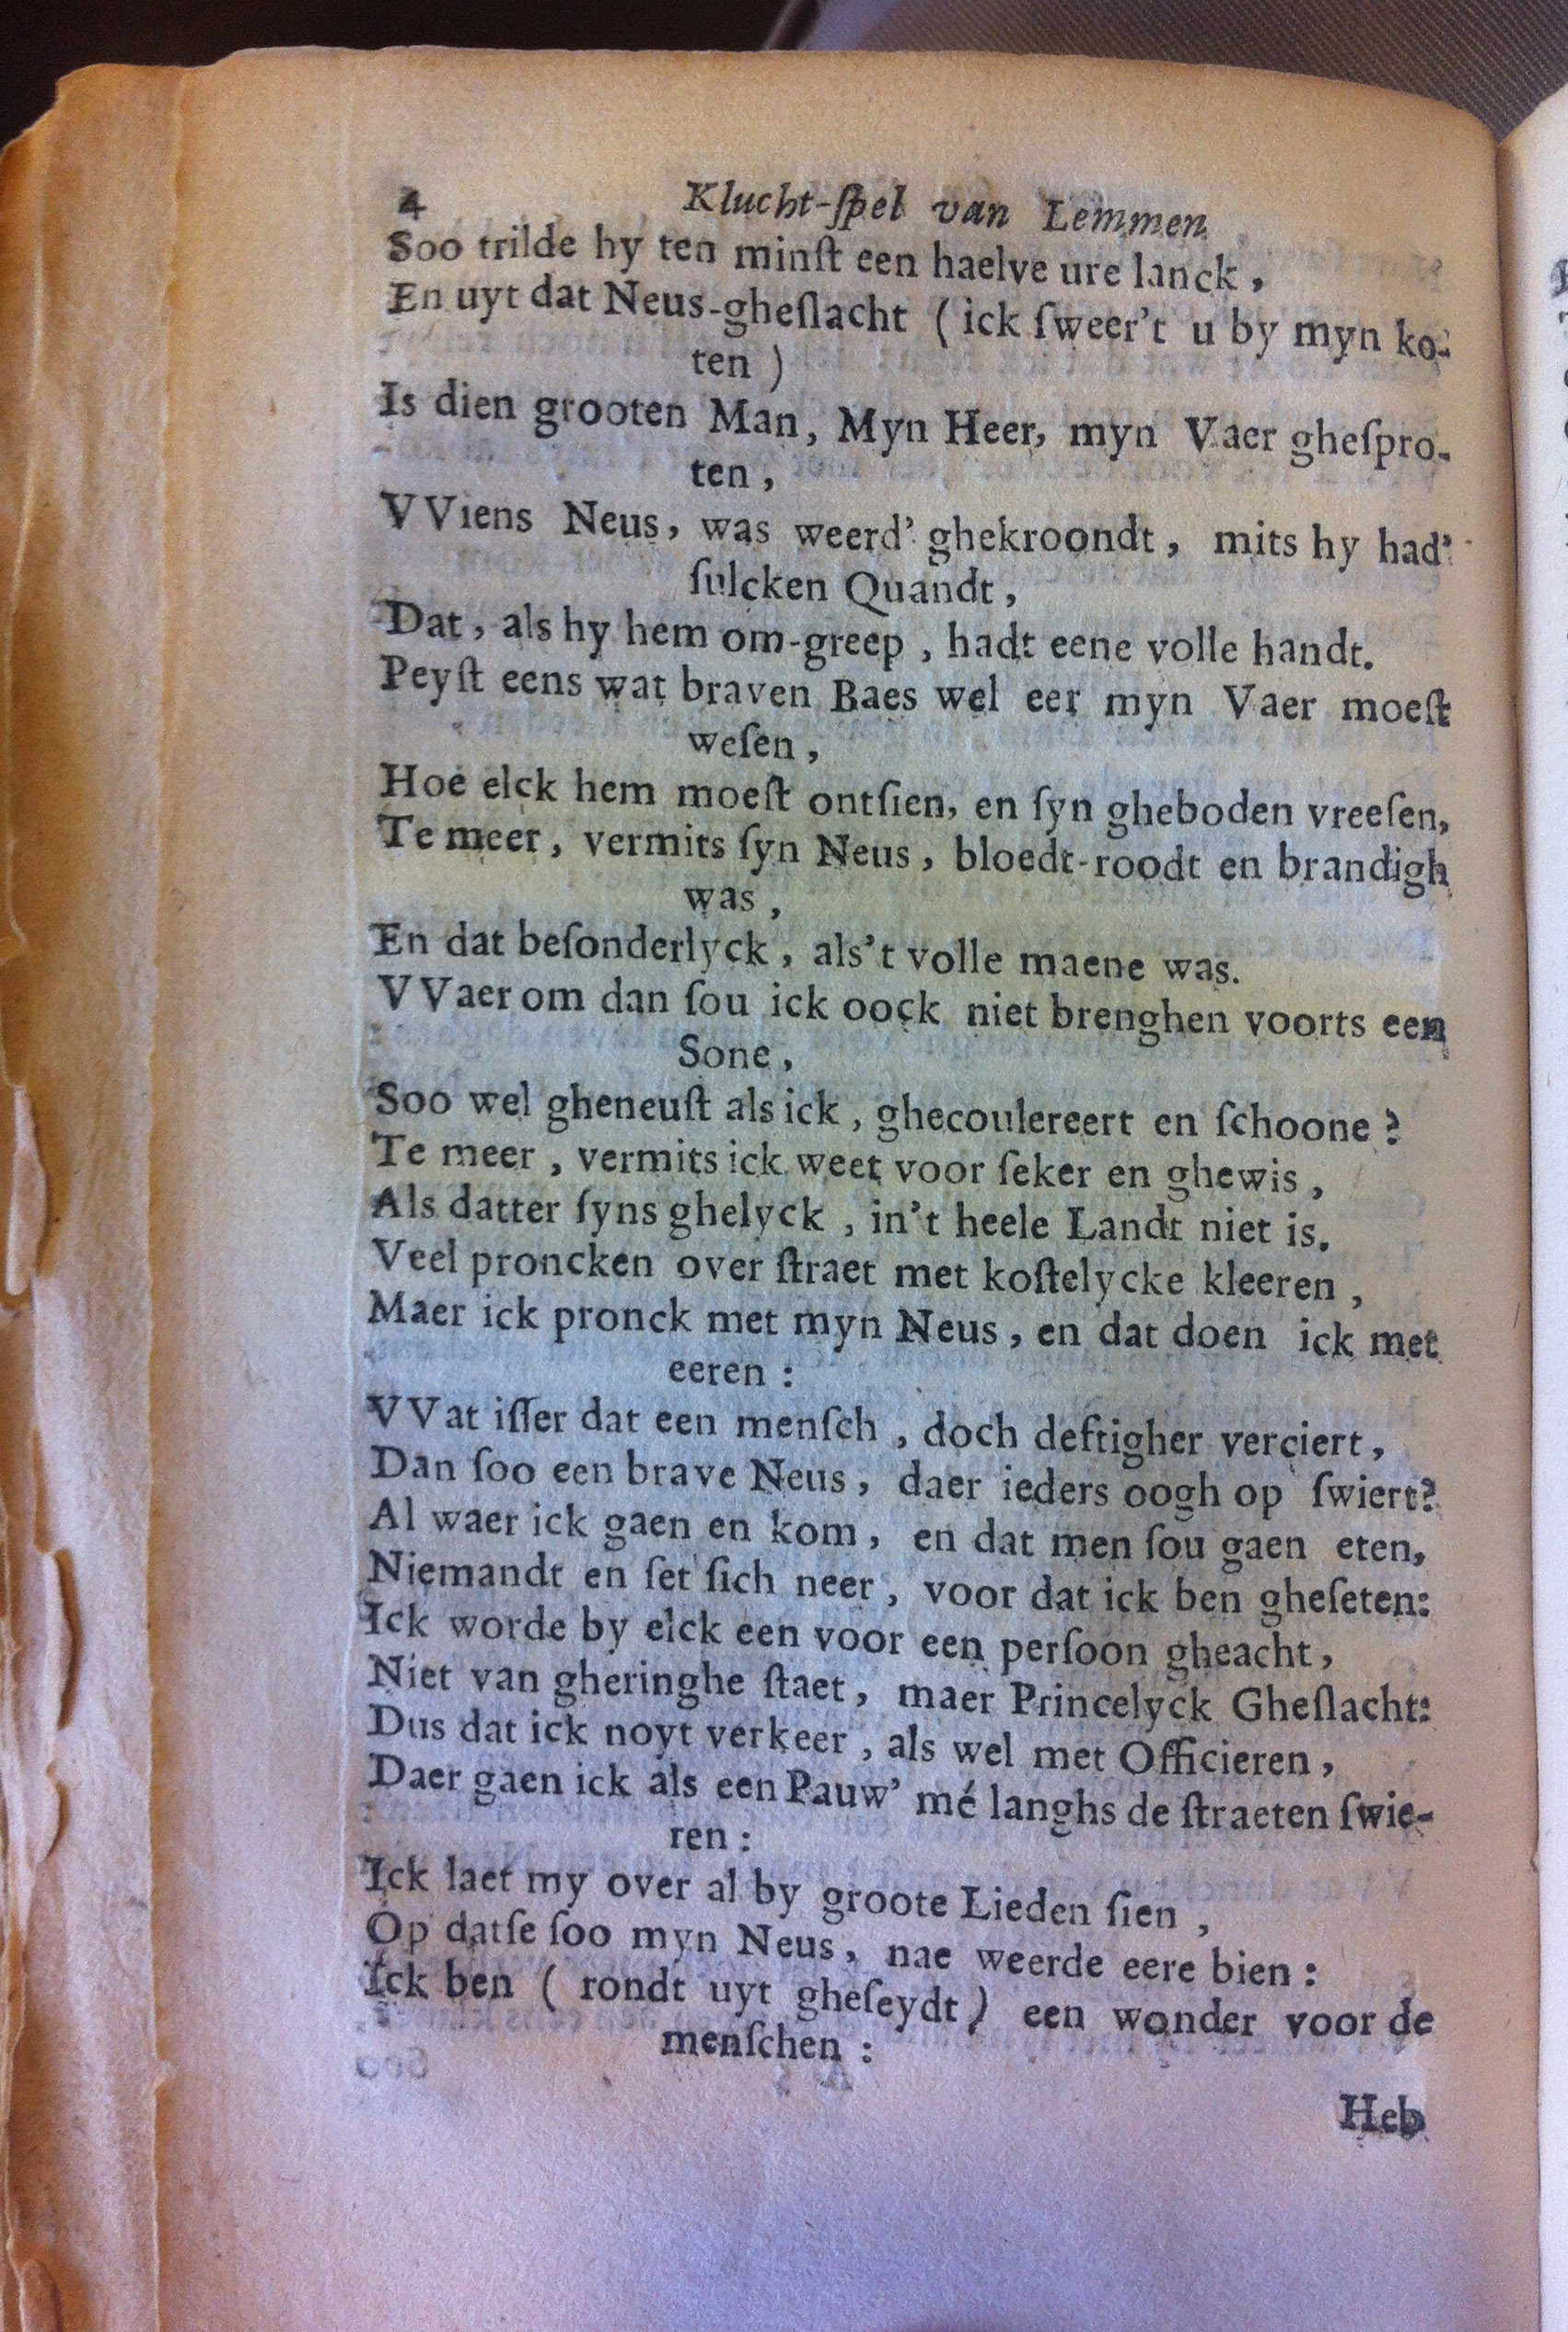 4 Klucht-ſpel van Lemmen
Soo trilde hy ten minſt een haelve ure lanck,
En uyt dat Neus-gheſlacht (ick ſweer't u by myn ko-
ten)
Is dien grooten Man, Myn Heer, myn Vaer gheſpro-
ten,
VViens Neus, was weerd' ghekroondt, mits hy had'
ſulcken Quandt,
Dat, als hy hem om-greep, hadt eene volle handt.
Peyſt eens wat braven Baes wel eer myn Vaer moeſt
weſen,
Hoe elck hem moeſt ontſien, en ſyn gheboden vreeſen,
Te meer, vermits ſyn Neus, bloedt-roodt en brandigh
was,
En dat beſonderlyck, als't volle maene was.
VVaerom dan ſou ick oock niet brenghen voorts een
Sone,
Soo wel gheneuſt als ick, ghecoulereert en ſchoone?
Te meer, vermits ick weet voor ſeker en ghewis,
Als datter ſyns ghelyck, in't heele Landt niet is.
Veel proncken over ſtraet met koſtelycke kleeren,
Maer ick pronck met myn Neus, en dat doen ick met
eeren:
VVat iſſer dat een menſch, doch deftigher verciert,
Dan ſoo een brave Neus, daer ieders oogh op ſwiert?
Al waer ick gaen en kom, en dat men ſou gaen eten,
Niemandt en ſet ſich neer, voor dat ick ben gheſeten:
Ick worde by elck een voor een perſoon gheacht,
Niet van gheringhe ſtaet, maer Princelyck Gheſlacht:
Dus dat ick noyt verkeer, als wel met Officieren,
Daer gaen ick als een Pauw' mé langhs de ſtraeten ſwie-
ren:
Ick laet my over al by groote Lieden ſien,
Op datſe ſoo myn Neus, nae weerde eere bien:
Ick ben (rondt uyt gheſeydt) een wonder voor de
menſchen:
Heb